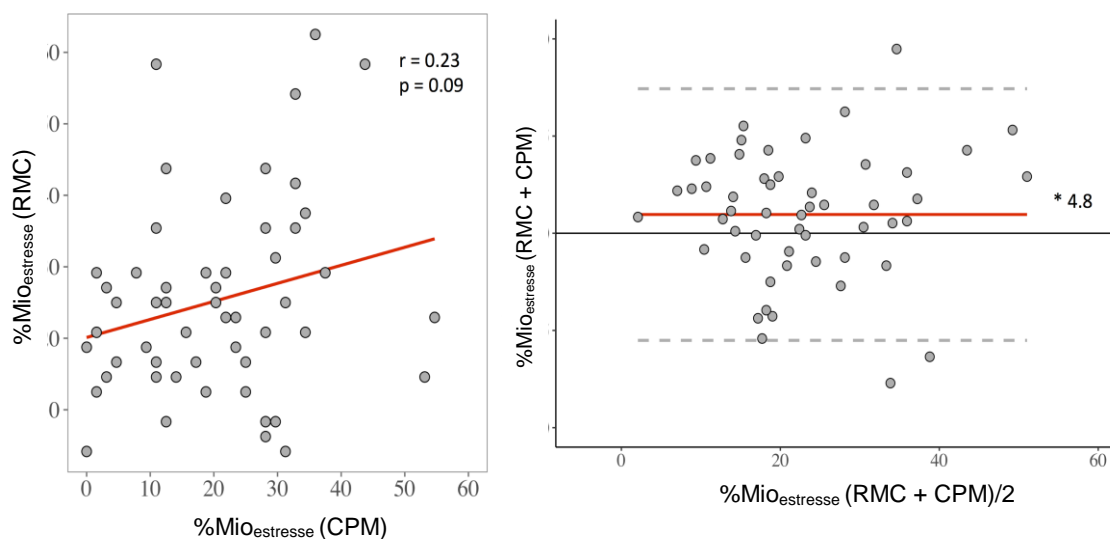 r = 0.23
p = 0.09
%Mioestresse (RMC)
0 10 20 30 40 50 60
%Mioestresse (CPM)
%Mioestresse (RMC + CPM)
* 4.8
0 20 40 60
%Mioestresse (RMC + CPM)/2